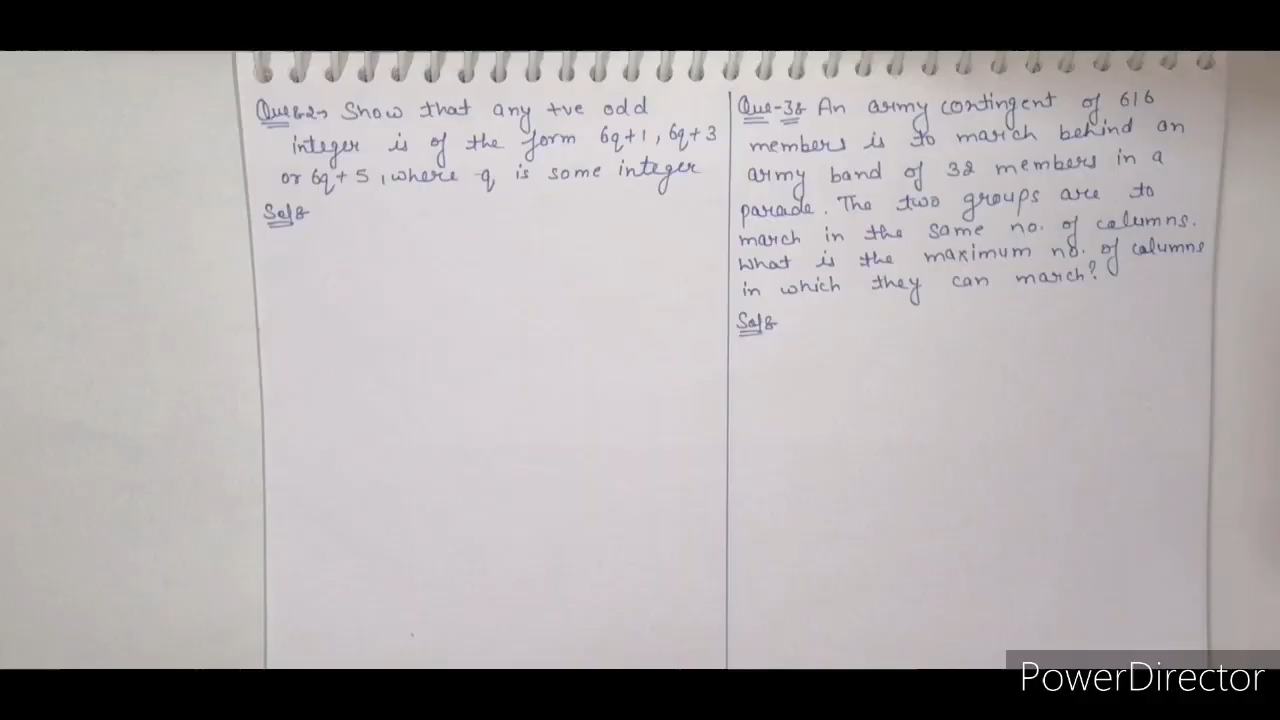 Que:2→ Show that any +ve odd
integer is of the form 6q+1, 6q+3
or 6q+5, where q is some integer
Sol:
Que-3: An army contingent of 616
members is to march behind an
army band of 32 members in a
parade. The two groups are to
march in the same no. of columns.
What is the maximum no. of columns
in which they can march?
Sol:
PowerDirector